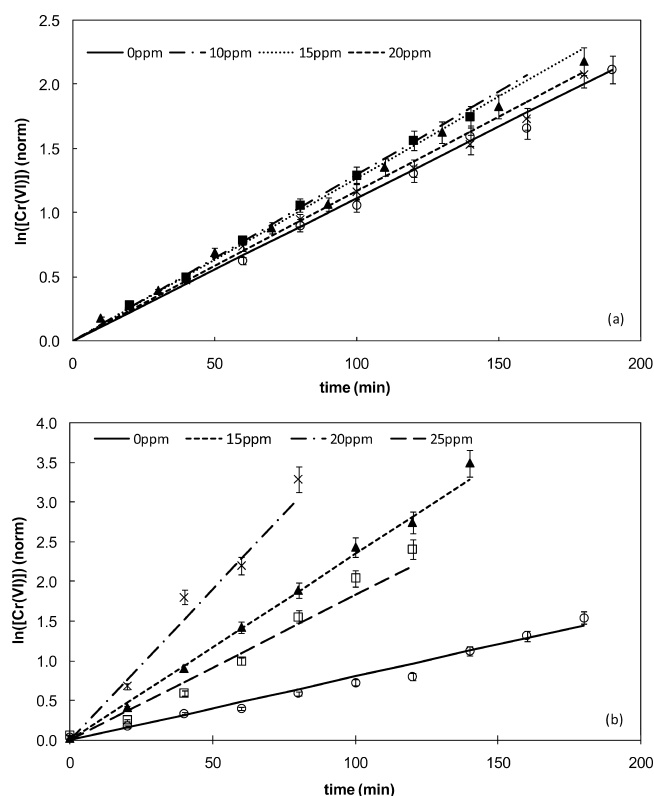 2.5
0ppm 10ppm 15ppm 20ppm
2.0
1.5
1.0
0.5
0.0
ln([Cr(VI)]) (norm)
(a)
0 50 100 150 200
time (min)
4.0
0ppm 15ppm 20ppm 25ppm
3.5
3.0
2.5
2.0
1.5
1.0
0.5
0.0
ln([Cr(VI)]) (norm)
(b)
0 50 100 150 200
time (min)